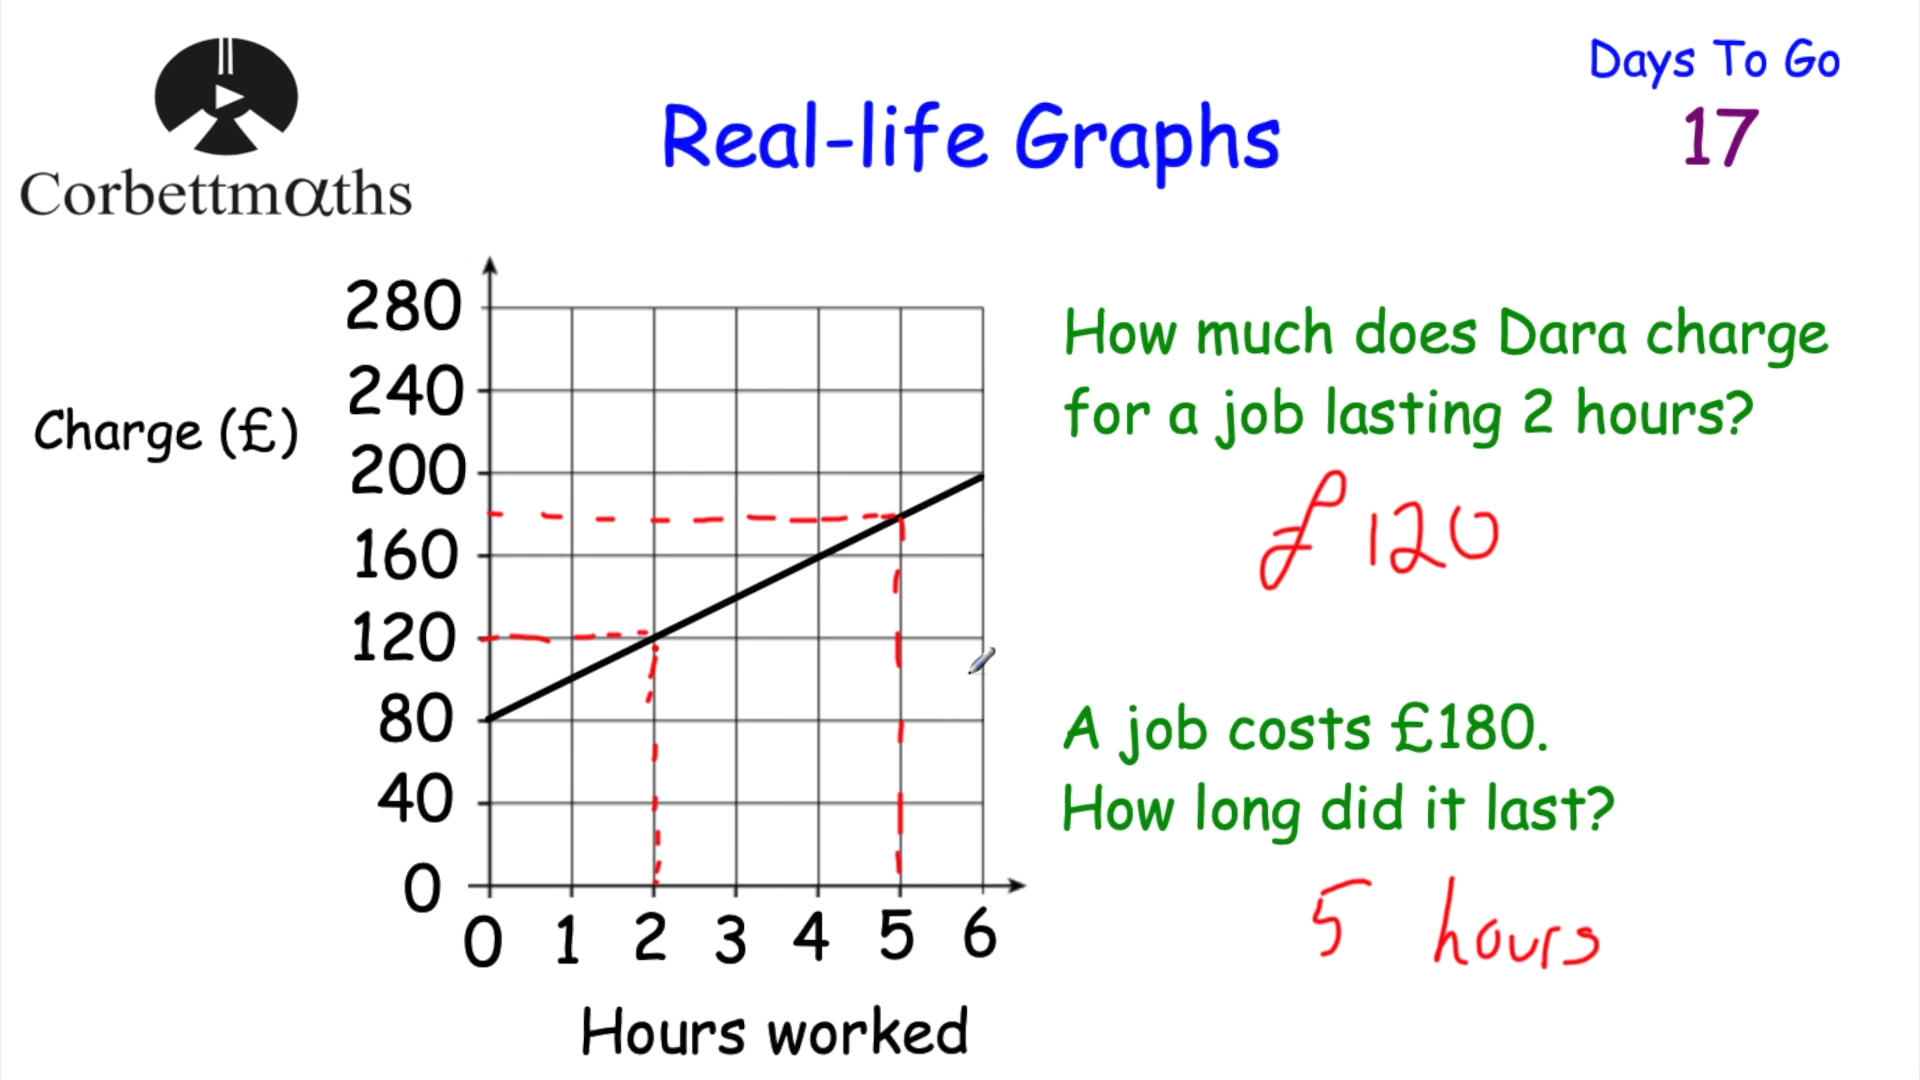 Corbettmαths
Real-life Graphs
Days To Go
17
Charge (£)
280
240
200
160
120
80
40
0
0 1 2 3 4 5 6
Hours worked
How much does Dara charge
for a job lasting 2 hours?
£120
A job costs £180.
How long did it last?
5 hours